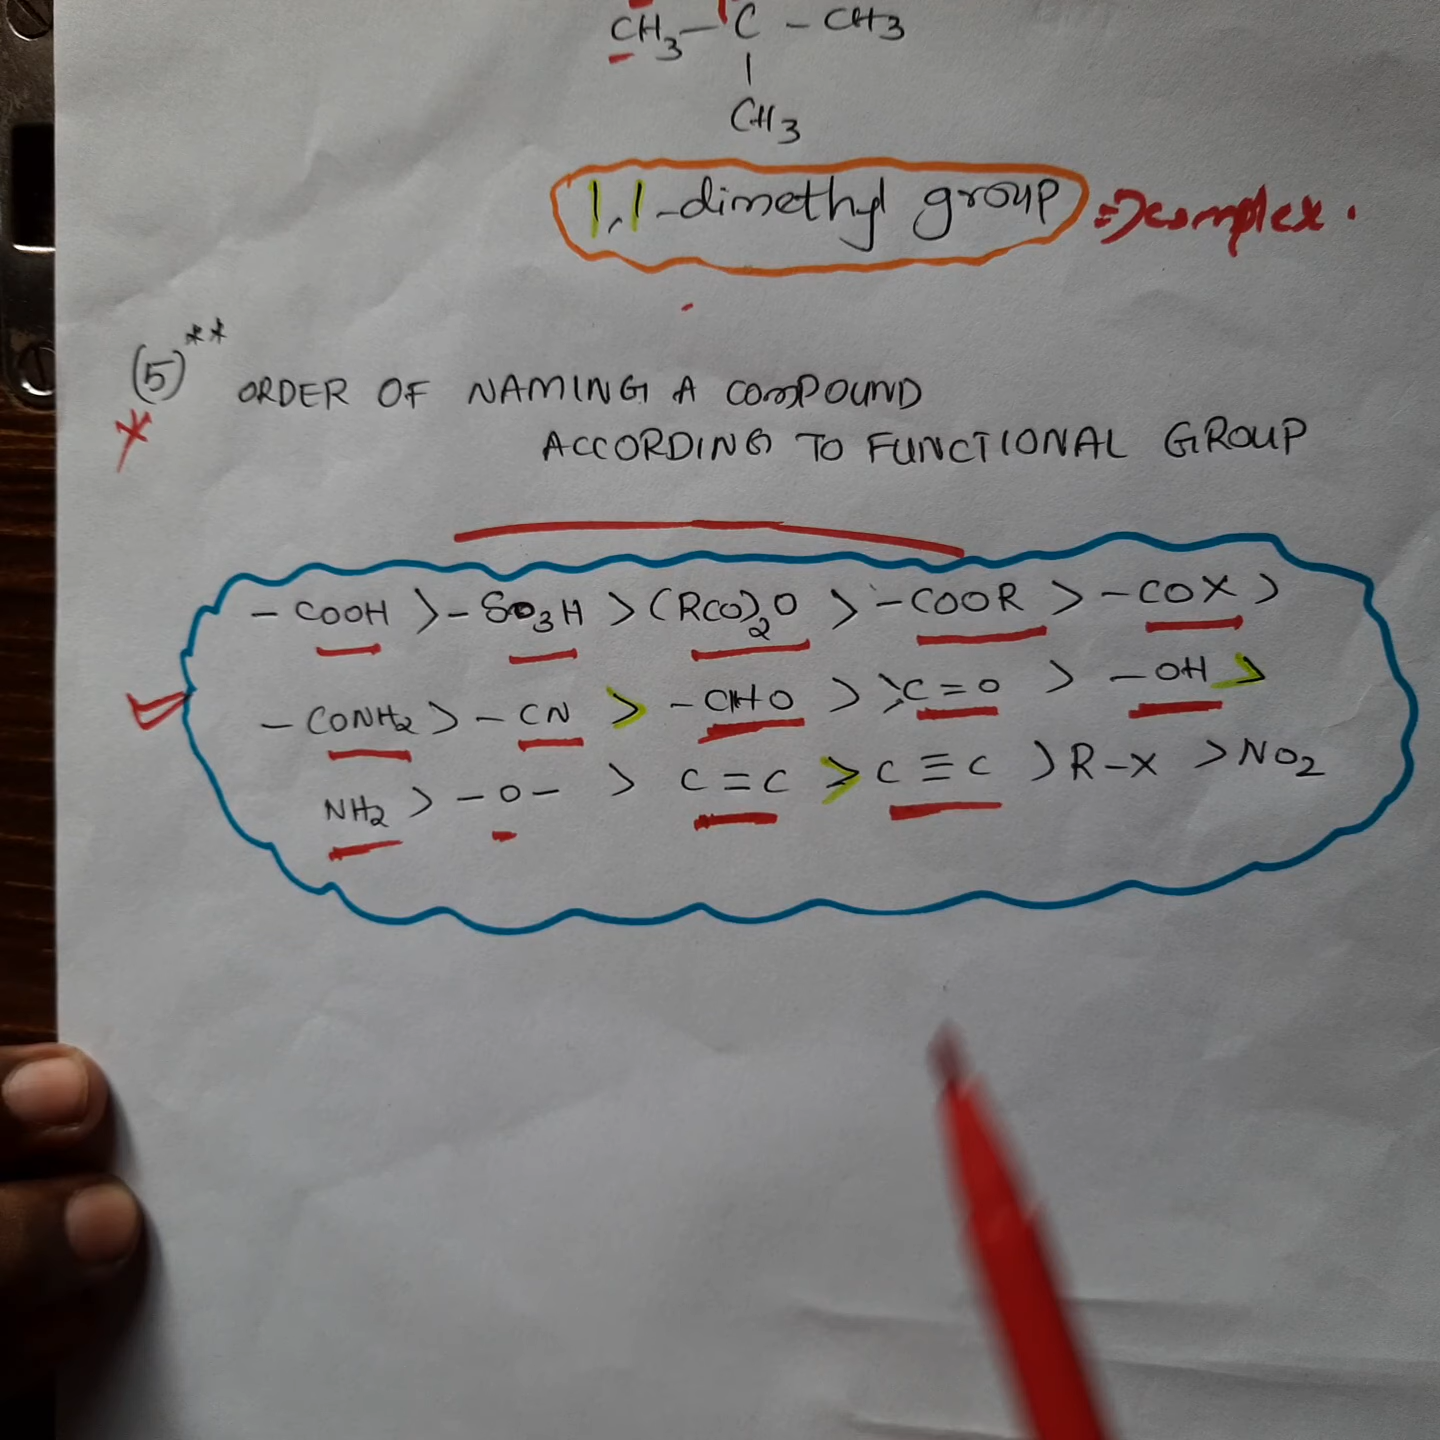 CH3 - C - CH3
|
CH3
1,1-dimethyl group => complex.
(5)**
ORDER OF NAMING A COMPOUND
ACCORDING TO FUNCTIONAL GROUP
- COOH > - SO3H > (RCO)2O > - COOR > - COX >
- CONH2 > - CN > - CHO > >C=O > - OH >
NH2 > - O - > C=C > C≡C > R-X > NO2